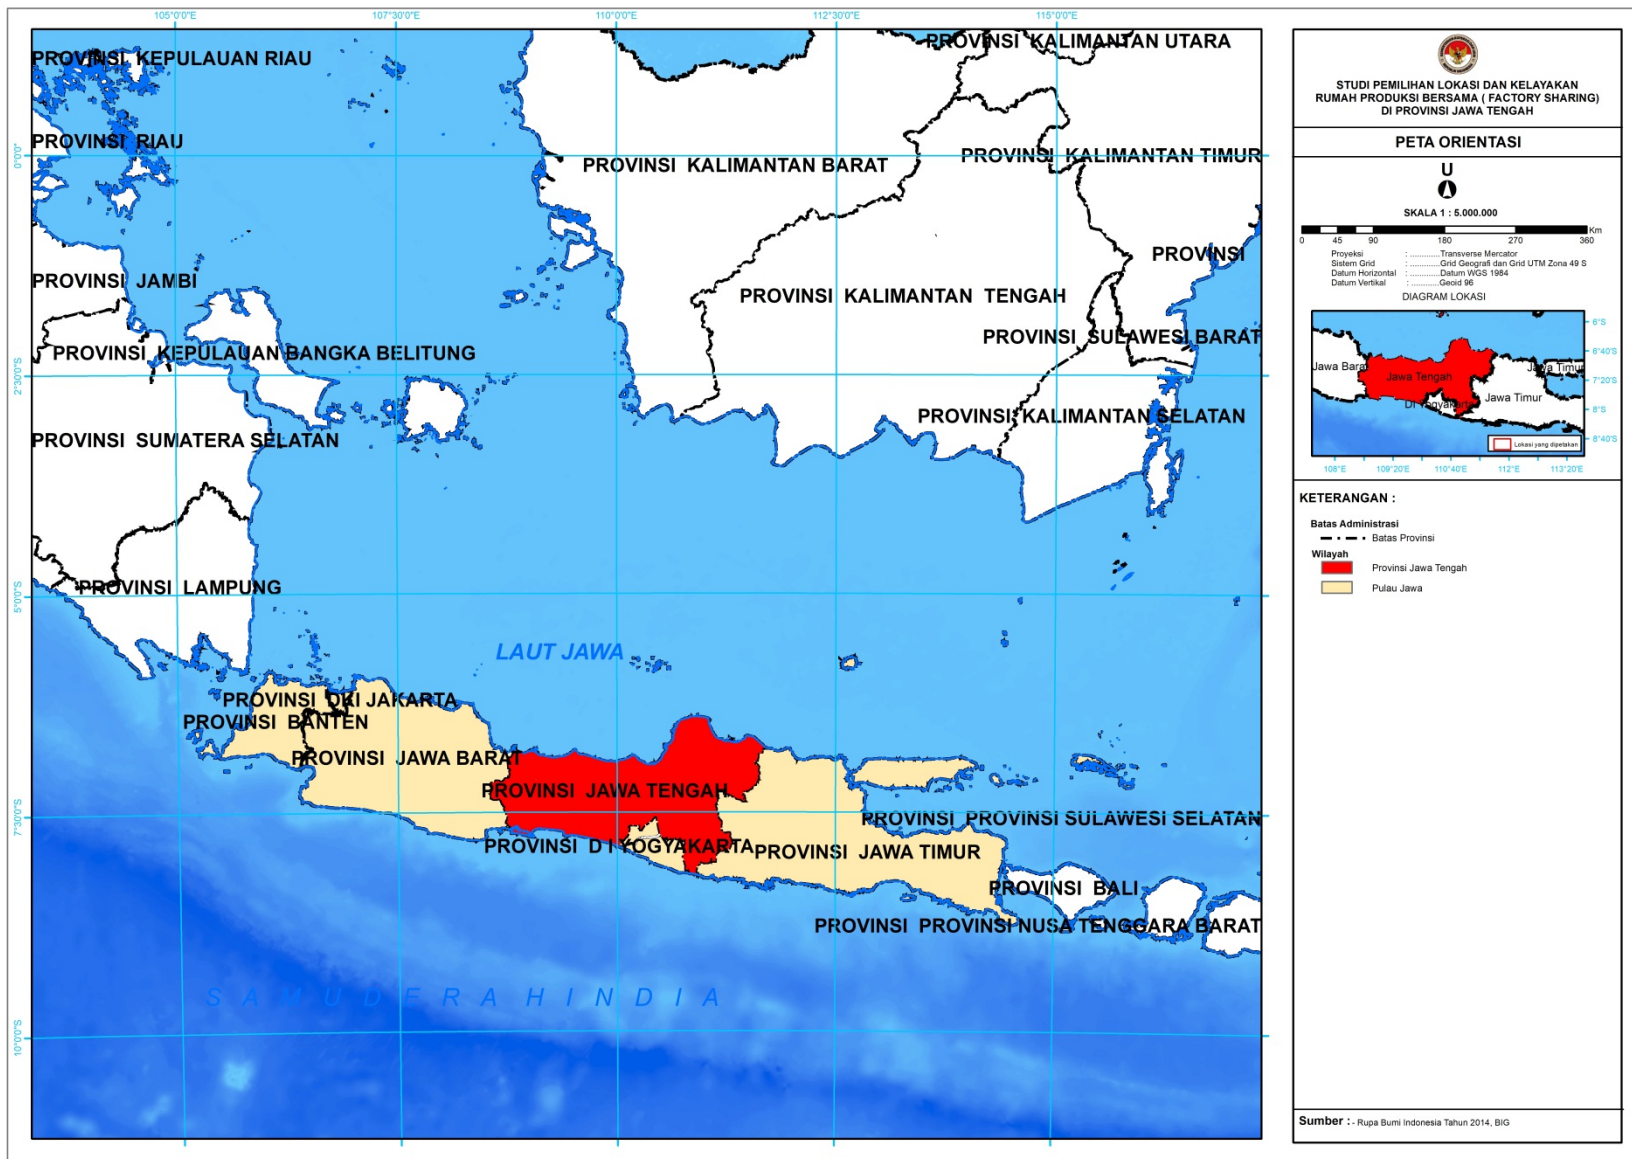 105°0'0"E
107°30'0"E
110°0'0"E
112°30'0"E
115°0'0"E
0°0'0"
2°30'0"S
5°0'0"S
7°30'0"S
10°0'0"S
PROVINSI KEPULAUAN RIAU
PROVINSI KALIMANTAN UTARA
PROVINSI RIAU
PROVINSI KALIMANTAN BARAT
PROVINSI KALIMANTAN TIMUR
PROVINSI
PROVINSI JAMBI
PROVINSI KALIMANTAN TENGAH
PROVINSI SULAWESI BARAT
PROVINSI KEPULAUAN BANGKA BELITUNG
PROVINSI KALIMANTAN SELATAN
PROVINSI SUMATERA SELATAN
PROVINSI LAMPUNG
LAUT JAWA
PROVINSI DKI JAKARTA
PROVINSI BANTEN
PROVINSI JAWA BARAT
PROVINSI JAWA TENGAH
PROVINSI PROVINSI SULAWESI SELATAN
PROVINSI D I YOGYAKARTA
PROVINSI JAWA TIMUR
PROVINSI BALI
PROVINSI PROVINSI NUSA TENGGARA BARAT
SAMUDERA HINDIA
STUDI PEMILIHAN LOKASI DAN KELAYAKAN
RUMAH PRODUKSI BERSAMA ( FACTORY SHARING)
DI PROVINSI JAWA TENGAH
PETA ORIENTASI
U
SKALA 1 : 5.000.000
0 45 90 180 270 360 Km
Proyeksi : ............Transverse Mercator
Sistem Grid : ............Grid Geografi dan Grid UTM Zona 49 S
Datum Horizontal : ............Datum WGS 1984
Datum Vertikal : ............Geoid 96
DIAGRAM LOKASI
6°S
6°40'S
7°20'S
8°S
8°40'S
Jawa Barat
Jawa Tengah
Jawa Timur
Jawa Timur
DI Yogyakarta
Lokasi yang dipetakan
108°E
109°20'E
110°40'E
112°E
113°20'E
KETERANGAN :
Batas Administrasi
Batas Provinsi
Wilayah
Provinsi Jawa Tengah
Pulau Jawa
Sumber : - Rupa Bumi Indonesia Tahun 2014, BIG